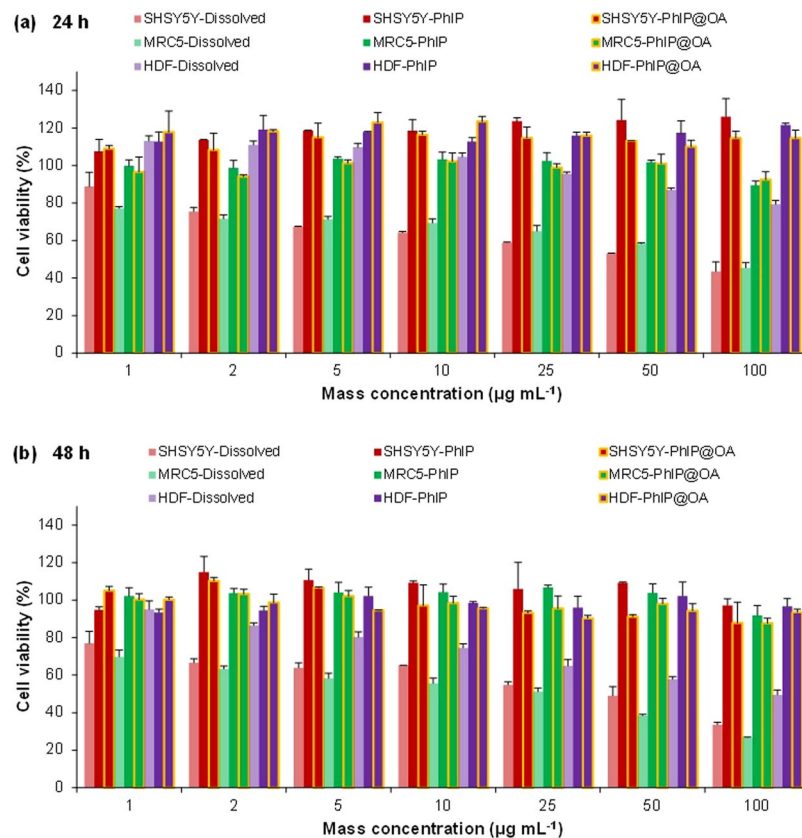 (a) 24 h
SHSY5Y-Dissolved SHSY5Y-PhIP SHSY5Y-PhIP@OA
MRC5-Dissolved MRC5-PhIP MRC5-PhIP@OA
HDF-Dissolved HDF-PhIP HDF-PhIP@OA
140
120
100
80
60
40
20
0
Cell viability (%)
1 2 5 10 25 50 100
Mass concentration (µg mL-1)
(b) 48 h
SHSY5Y-Dissolved SHSY5Y-PhIP SHSY5Y-PhIP@OA
MRC5-Dissolved MRC5-PhIP MRC5-PhIP@OA
HDF-Dissolved HDF-PhIP HDF-PhIP@OA
140
120
100
80
60
40
20
0
Cell viability (%)
1 2 5 10 25 50 100
Mass concentration (µg mL-1)